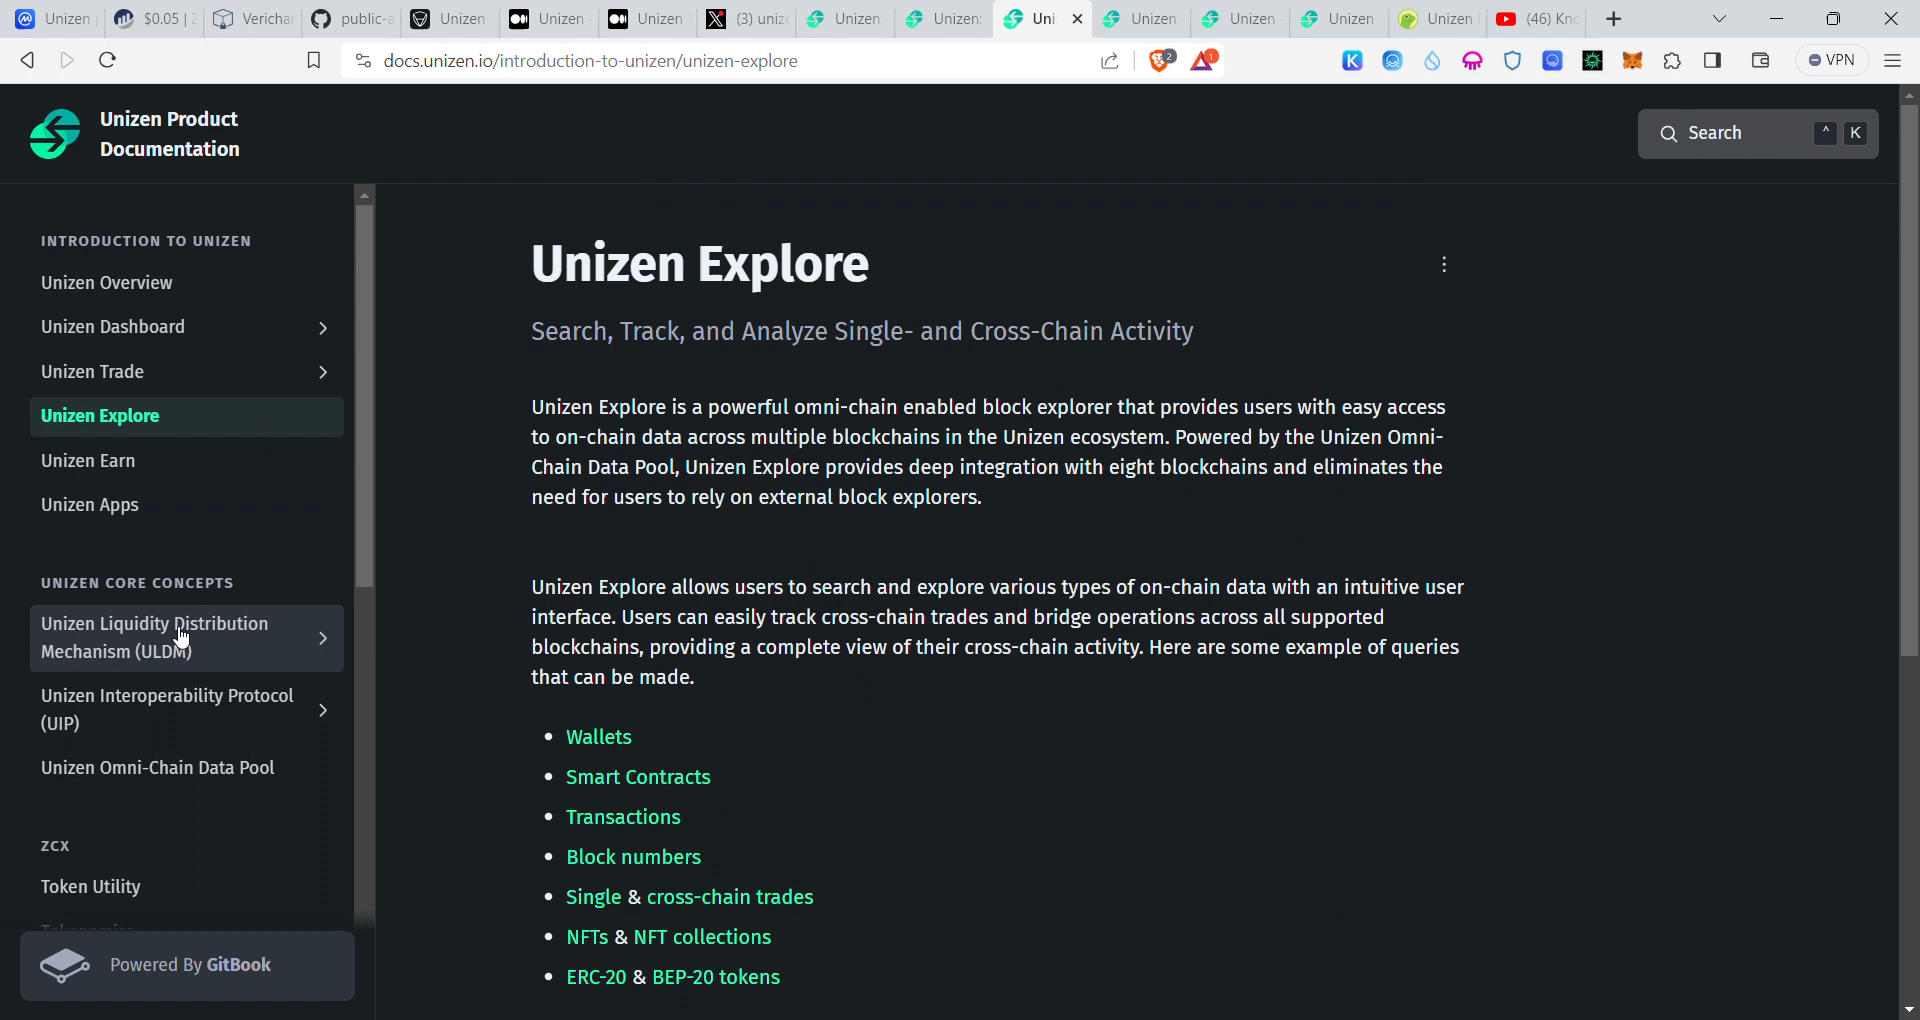 Unizen
$0.05 |
Verichai
public-a
Unizen
Unizen
Unizen
(3) uniz
Unizen
Unizen:
Uni
Unizen
Unizen
Unizen
Unizen
(46) Kno
docs.unizen.io/introduction-to-unizen/unizen-explore
2
1
VPN
Unizen Product
Documentation
Search
^ K
INTRODUCTION TO UNIZEN
Unizen Overview
Unizen Dashboard
Unizen Trade
Unizen Explore
Unizen Earn
Unizen Apps
UNIZEN CORE CONCEPTS
Unizen Liquidity Distribution
Mechanism (ULDM)
Unizen Interoperability Protocol
(UIP)
Unizen Omni-Chain Data Pool
ZCX
Token Utility
Powered By GitBook
Unizen Explore
Search, Track, and Analyze Single- and Cross-Chain Activity
Unizen Explore is a powerful omni-chain enabled block explorer that provides users with easy access
to on-chain data across multiple blockchains in the Unizen ecosystem. Powered by the Unizen Omni-
Chain Data Pool, Unizen Explore provides deep integration with eight blockchains and eliminates the
need for users to rely on external block explorers.
Unizen Explore allows users to search and explore various types of on-chain data with an intuitive user
interface. Users can easily track cross-chain trades and bridge operations across all supported
blockchains, providing a complete view of their cross-chain activity. Here are some example of queries
that can be made.
• Wallets
• Smart Contracts
• Transactions
• Block numbers
• Single & cross-chain trades
• NFTs & NFT collections
• ERC-20 & BEP-20 tokens